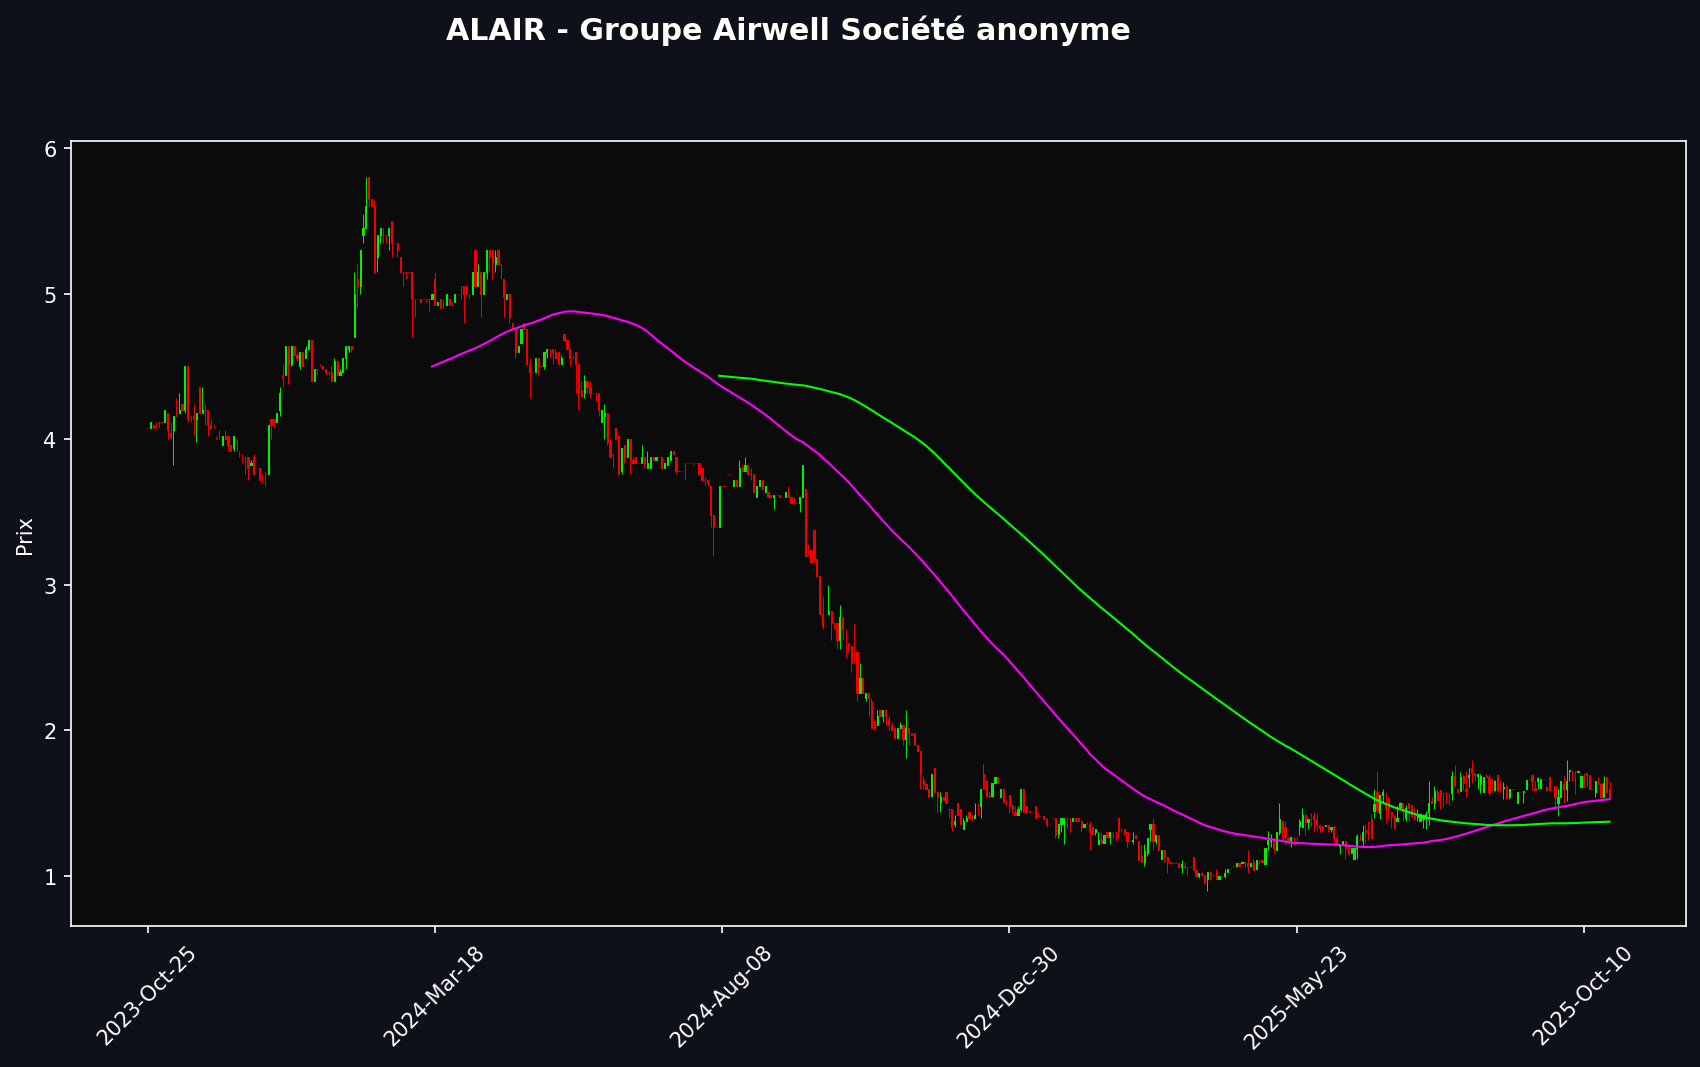 ALAIR - Groupe Airwell Société anonyme
6
5
4
3
2
1
Prix
2023-Oct-25
2024-Mar-18
2024-Aug-08
2024-Dec-30
2025-May-23
2025-Oct-10